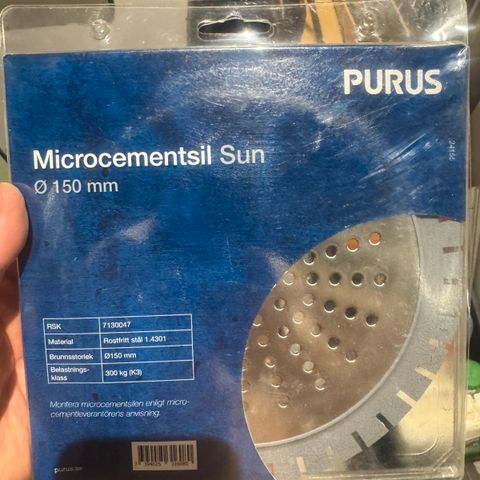 PURUS
Microcementsil Sun
Ø 150 mm
RSK 7130047
Material Rostfritt stål 1.4301
Brunnsstorlek Ø150 mm
Belastnings-
klass 300 kg (K3)
Montera microcementsilen enligt micro-
cementleverantörens anvisning.
purus.se